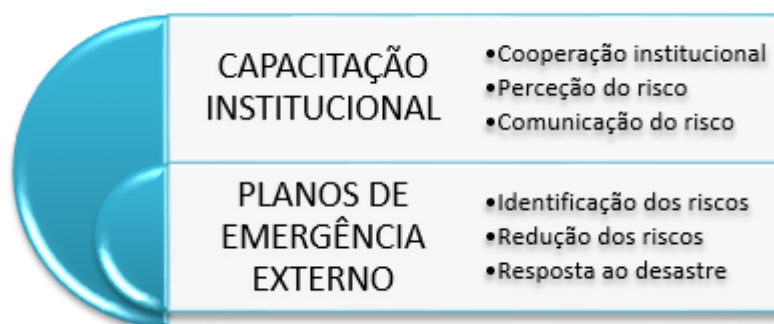 CAPACITAÇÃO
INSTITUCIONAL
•Cooperação institucional
•Perceção do risco
•Comunicação do risco
PLANOS DE
EMERGÊNCIA
EXTERNO
•Identificação dos riscos
•Redução dos riscos
•Resposta ao desastre